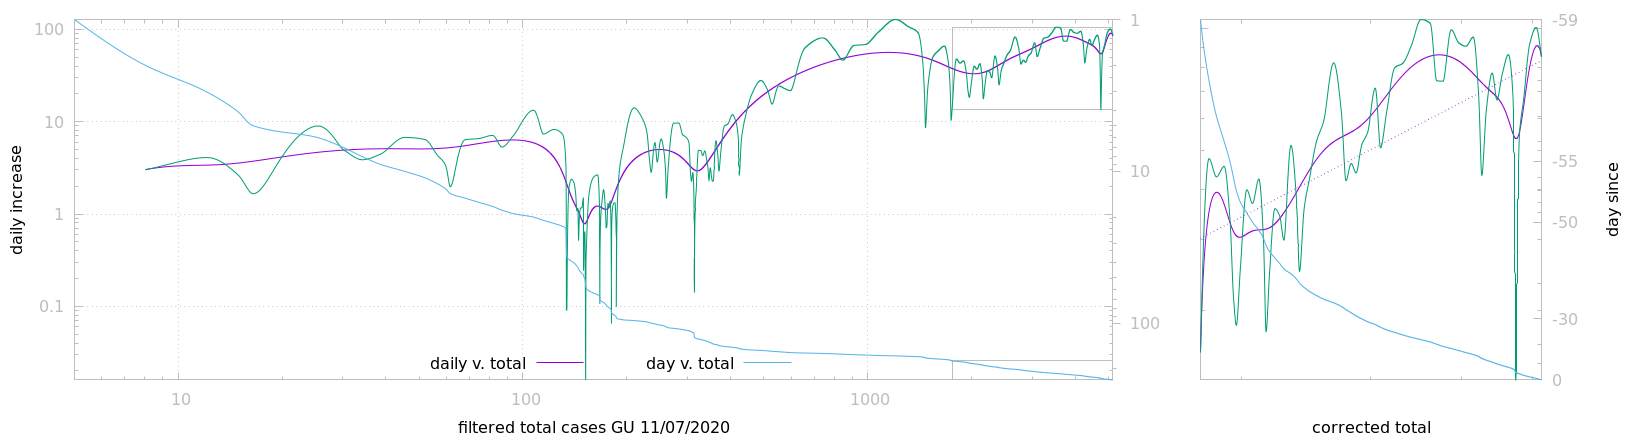 100
10
1
0.1
daily increase
10
100
1000
filtered total cases GU 11/07/2020
daily v. total
day v. total
1
10
100
-59
-55
-50
-30
0
day since
corrected total